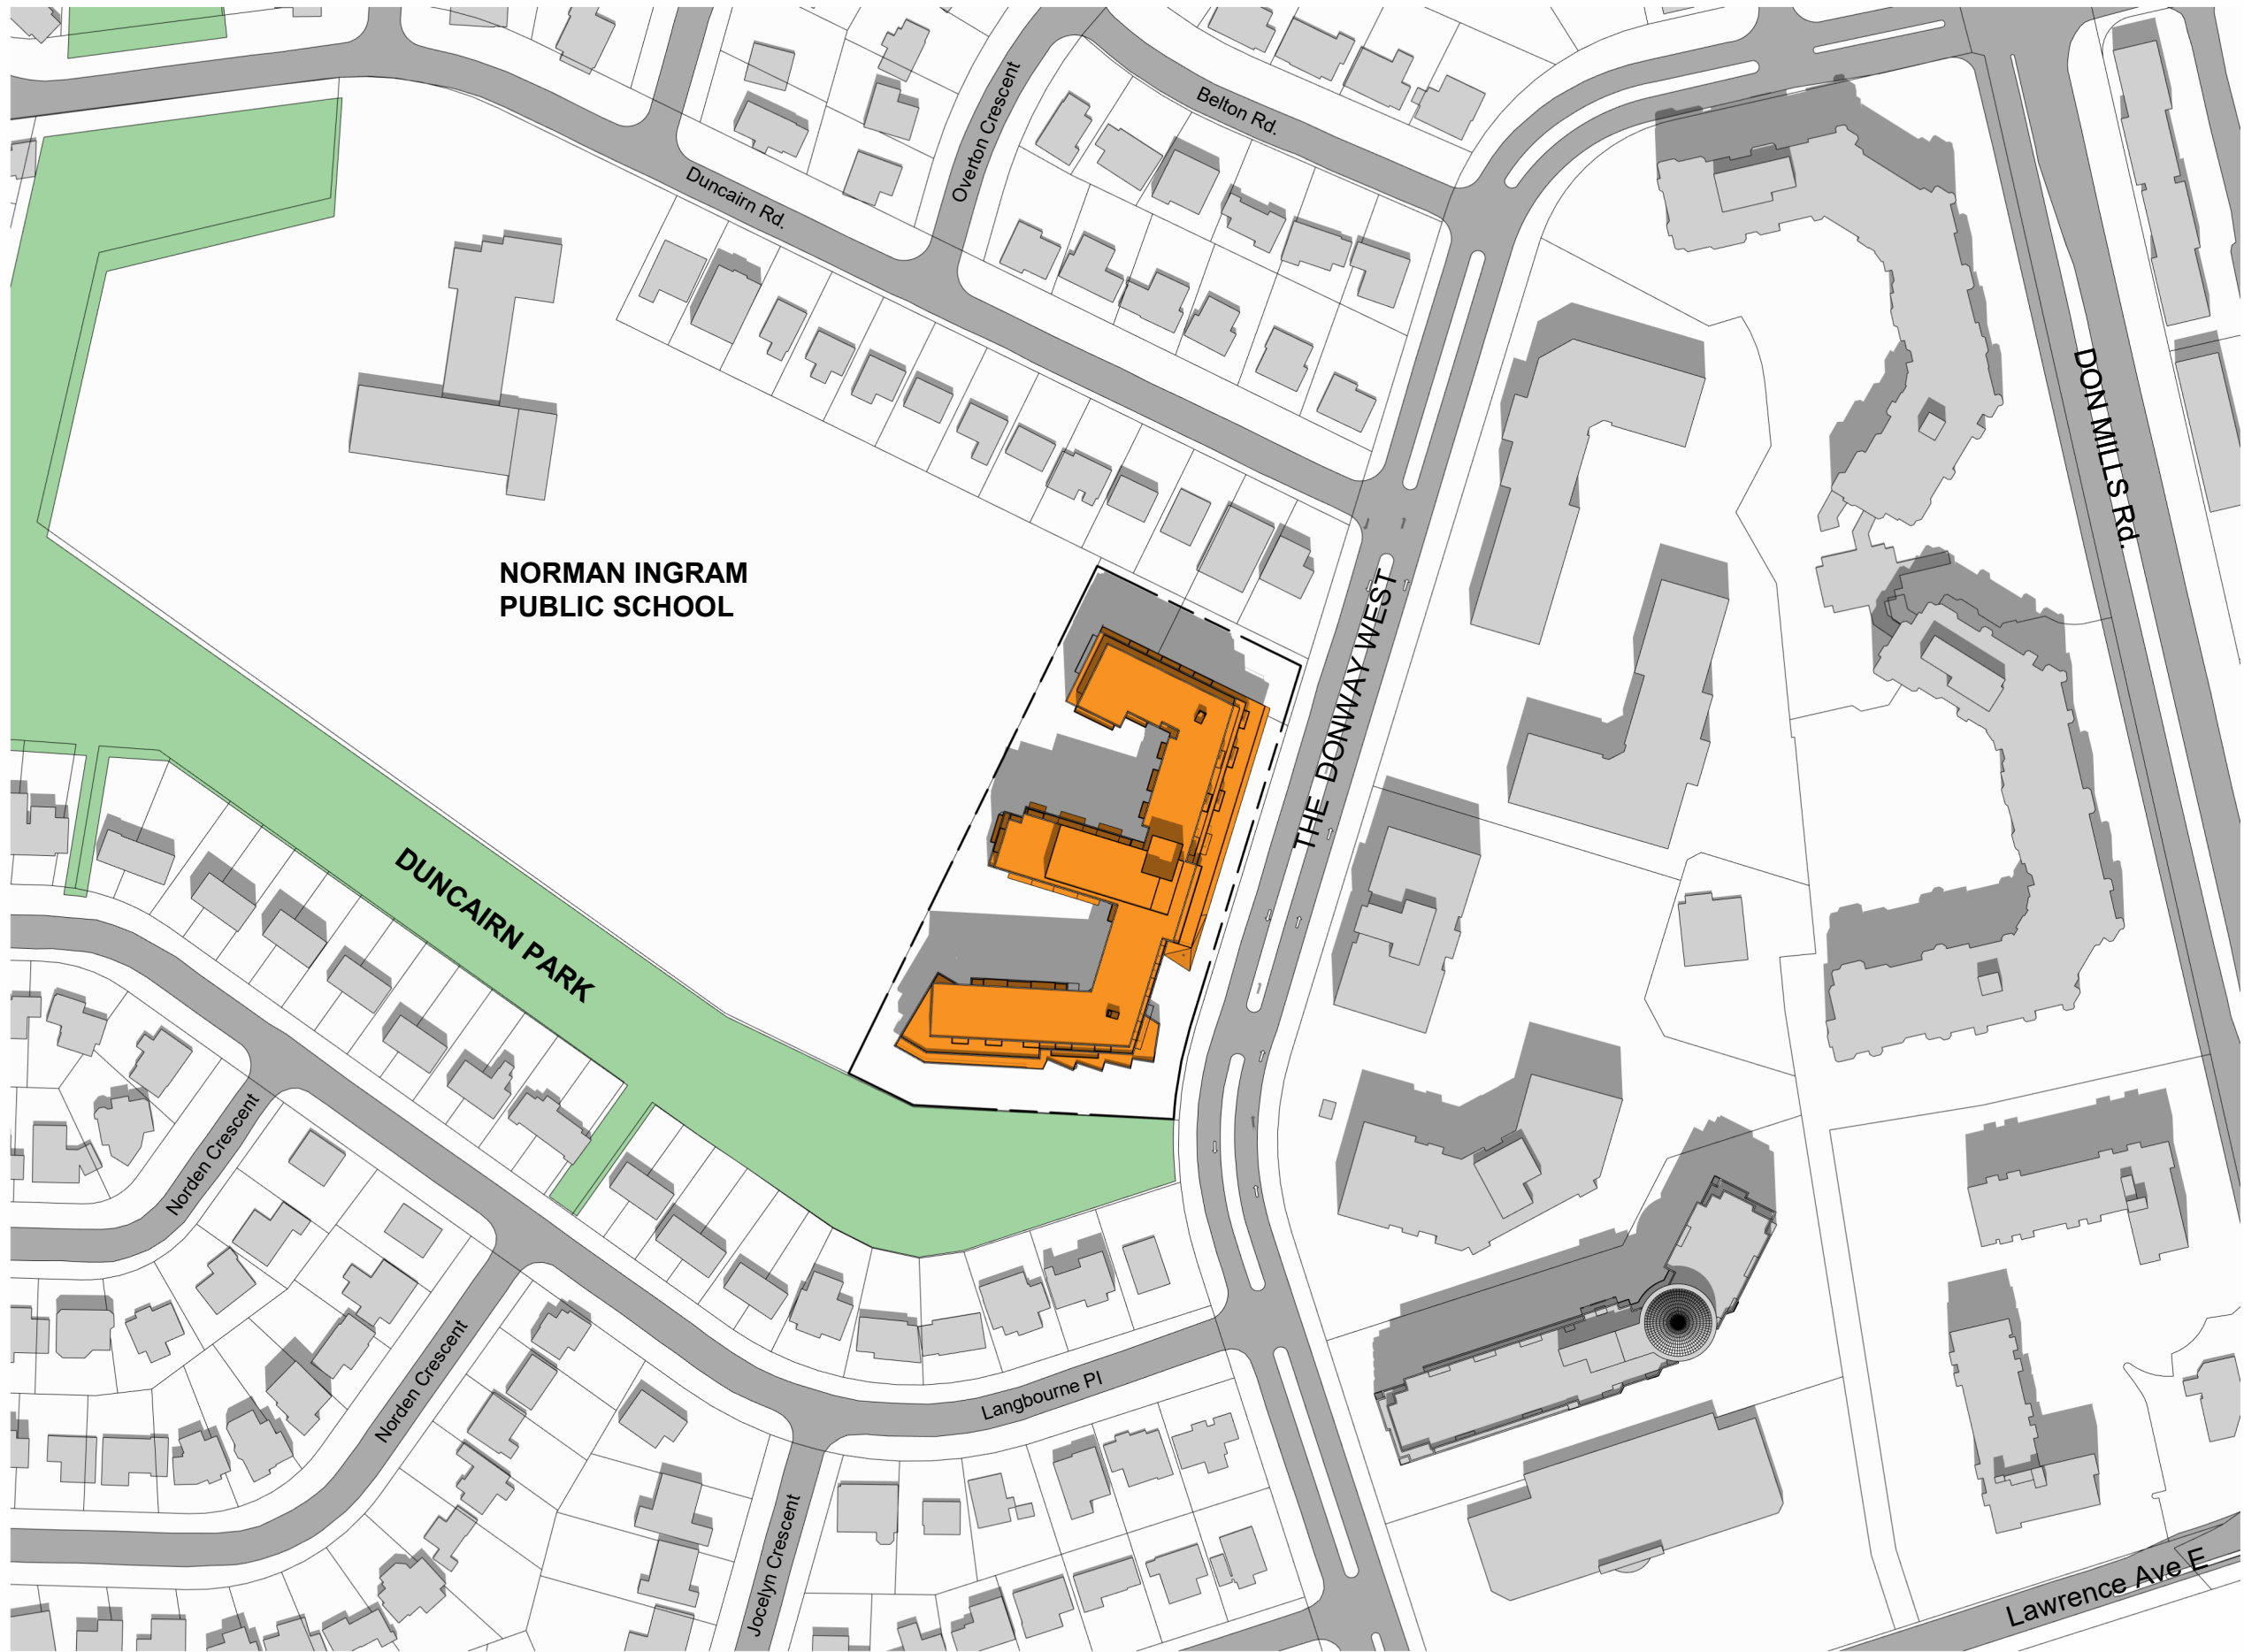 Belton Rd.
Overton Crescent
Duncairn Rd.
DON MILLS Rd.
NORMAN INGRAM
PUBLIC SCHOOL
THE DONWAY WEST
DUNCAIRN PARK
Norden Crescent
Norden Crescent
Langbourne Pl
Jocelyn Crescent
Lawrence Ave E